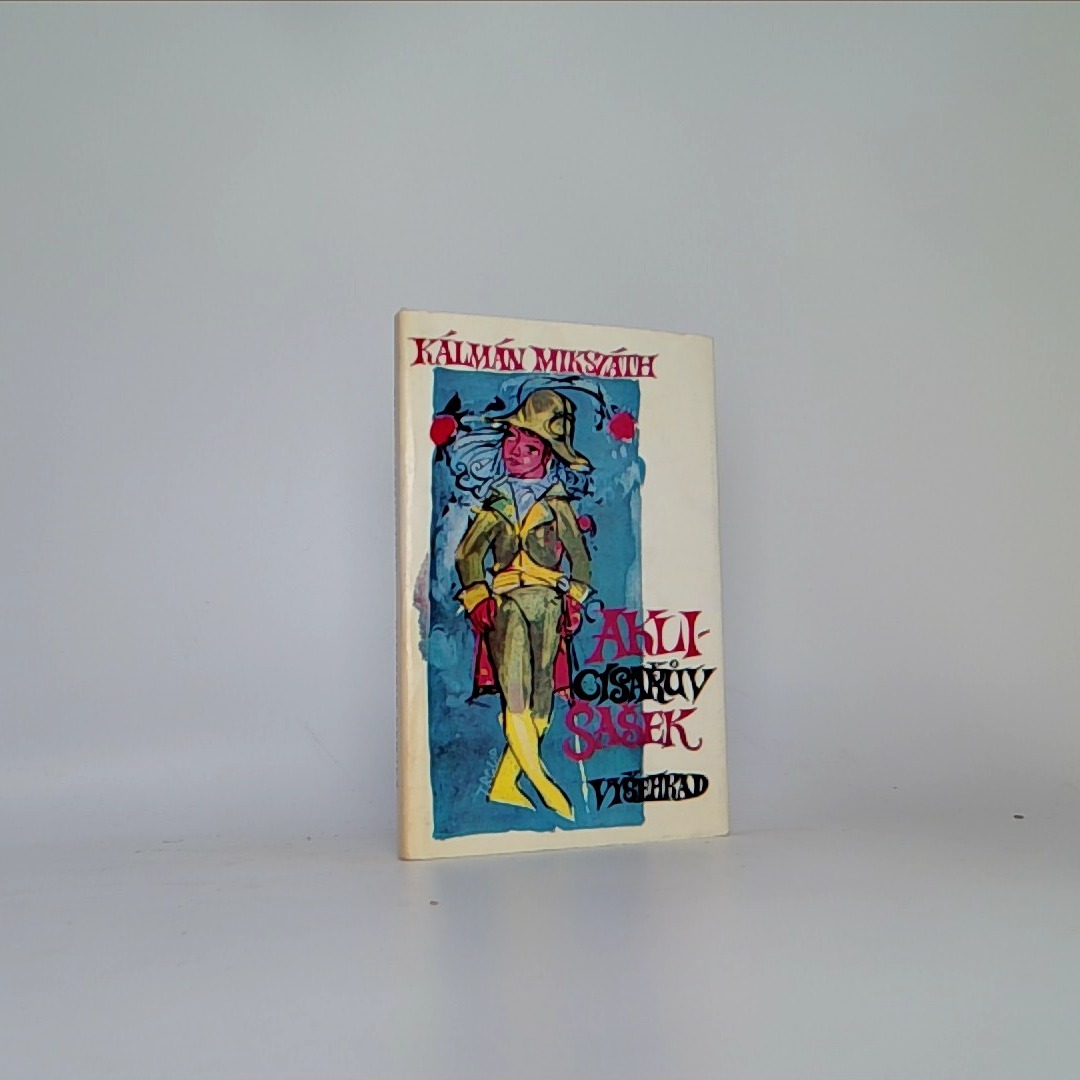 KÁLMÁN MIKSZÁTH
AKLI-
CÍSAŘŮV
ŠAŠEK
VYŠEHRAD